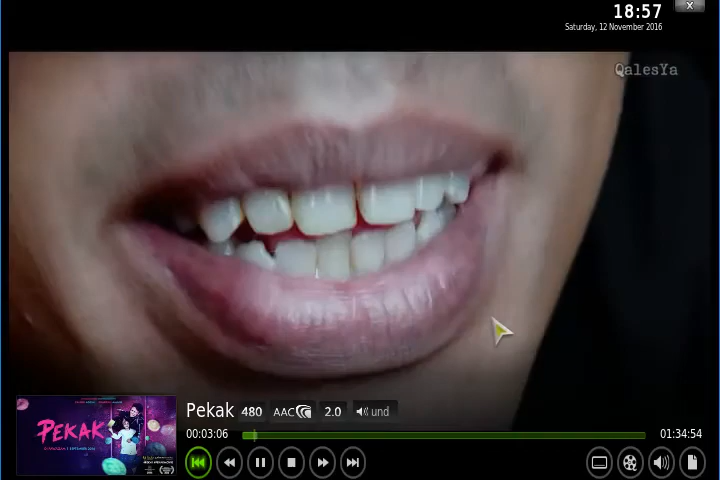 18:57
x
Saturday, 12 November 2016
QalesYa
PEKAK
Pekak 480 AAC 2.0 und
00:03:06
01:34:54